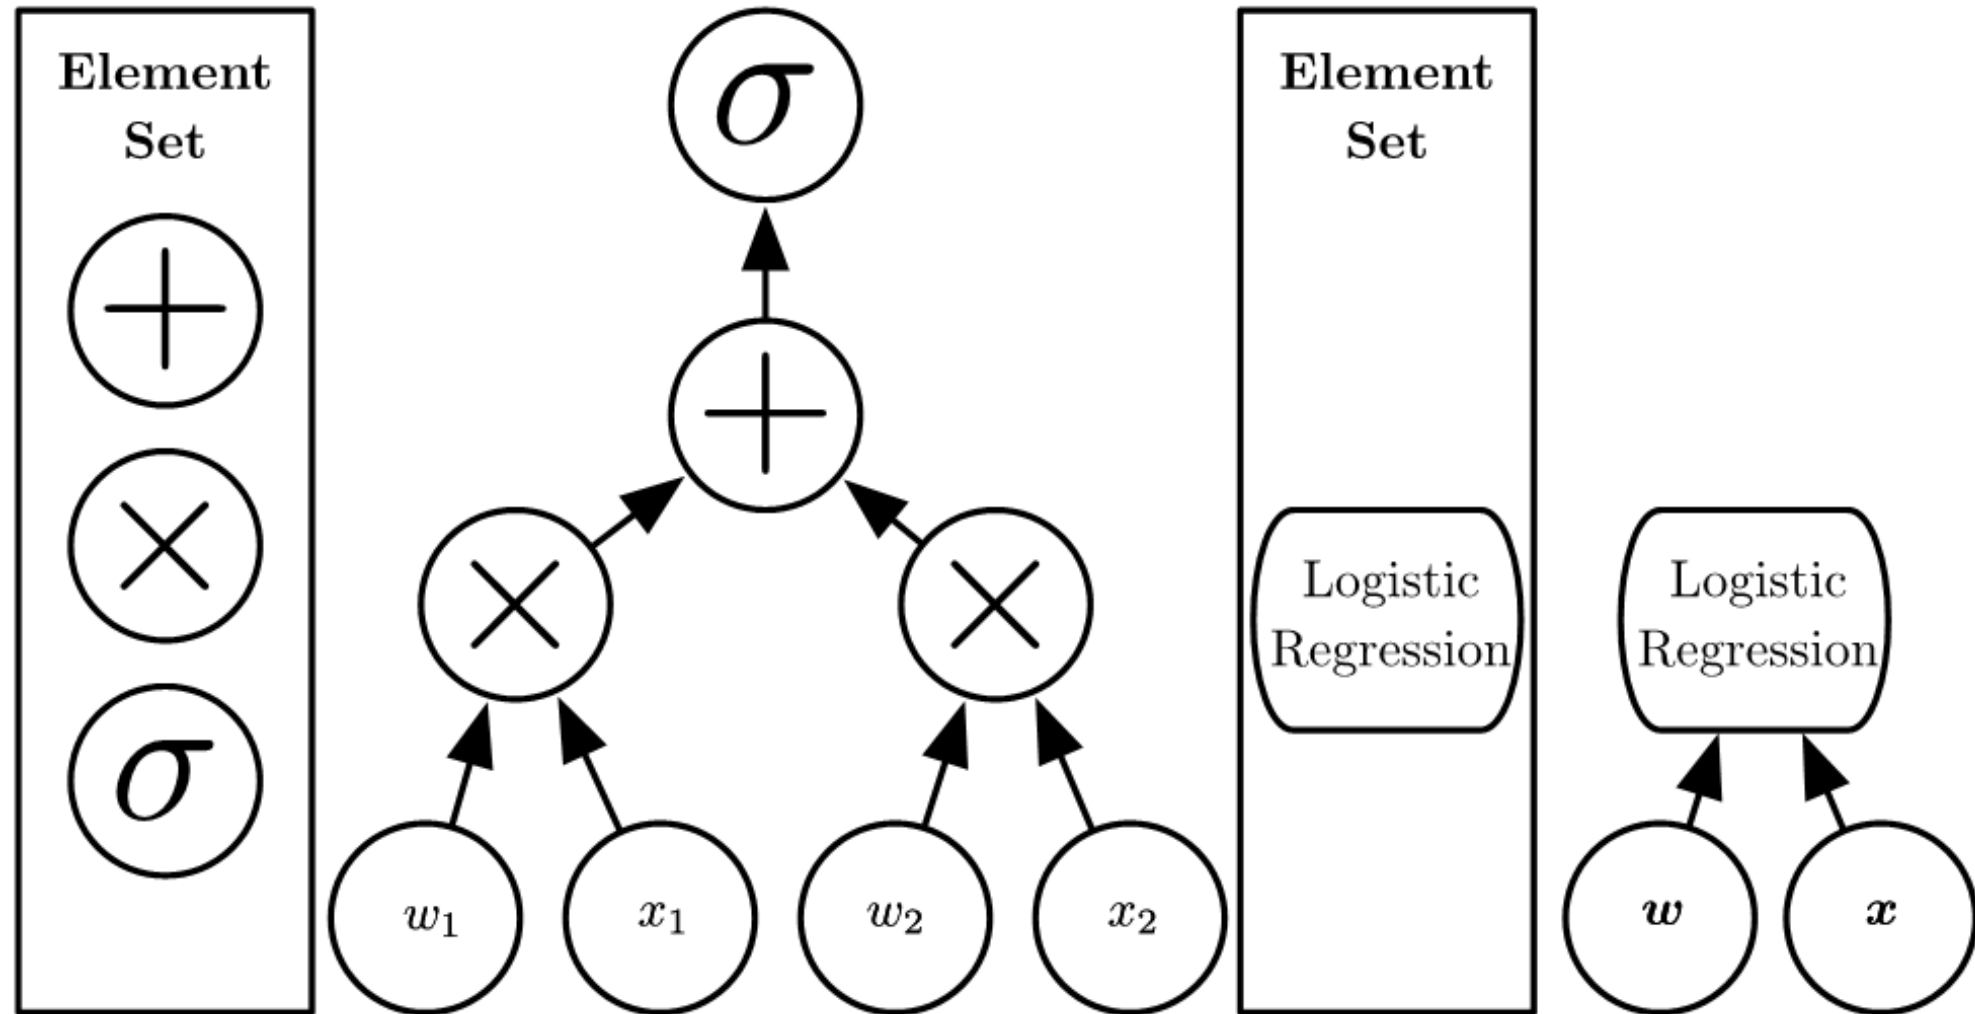 Element
Set
+
×
σ
σ
+
×
×
w₁
x₁
w₂
x₂
Element
Set
Logistic
Regression
Logistic
Regression
w
x